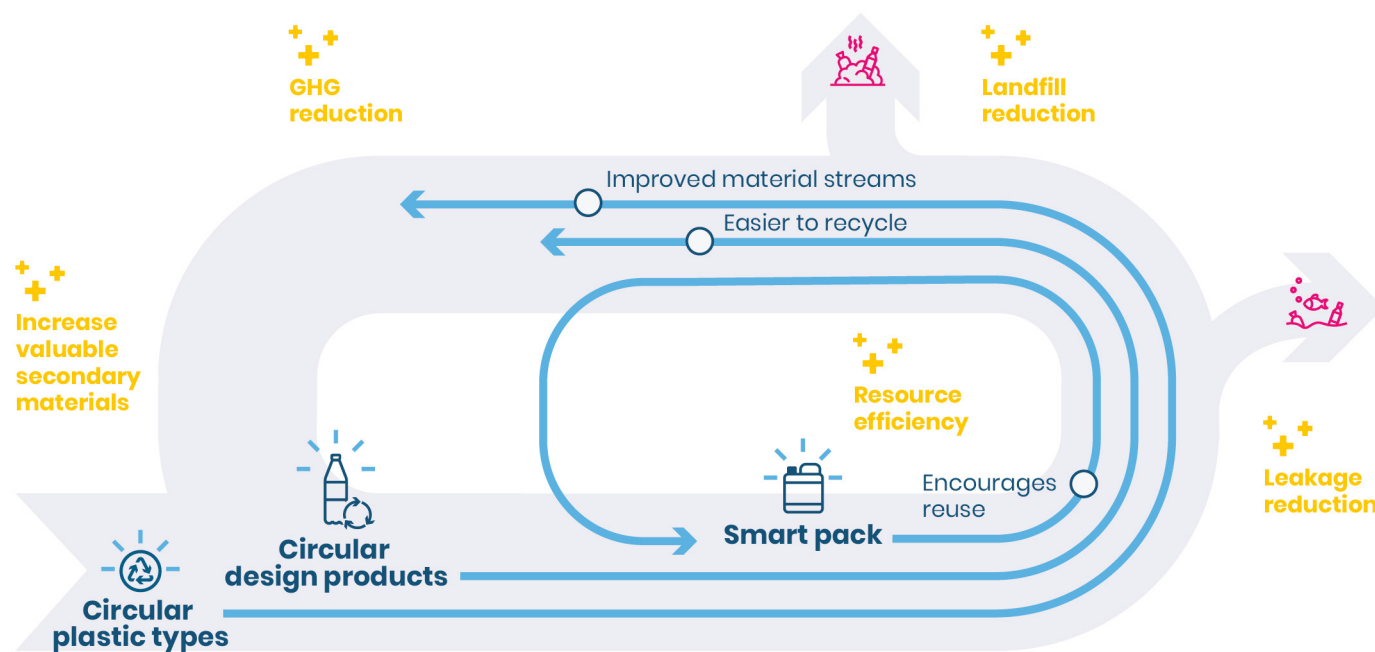 GHG
reduction
Landfill
reduction
Improved material streams
Easier to recycle
Increase
valuable
secondary
materials
Resource
efficiency
Leakage
reduction
Encourages
reuse
Smart pack
Circular
design products
Circular
plastic types